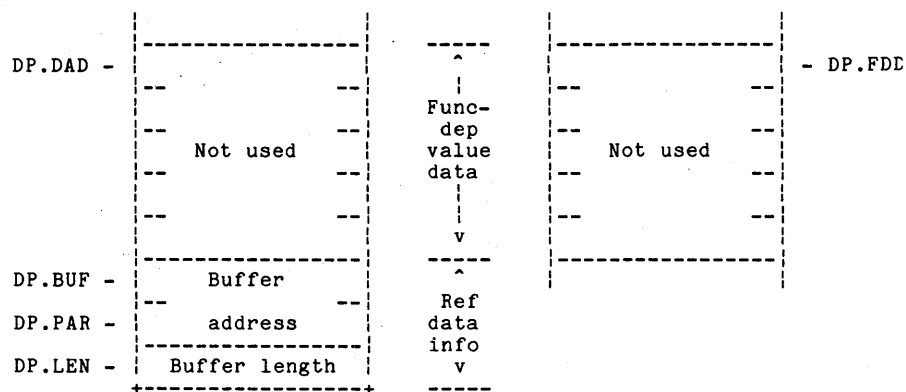 DP.DAD - - DP.FDD
Func-
dep
Not used value Not used
data
v
DP.BUF - Buffer
Ref
DP.PAR - address data
info
DP.LEN - Buffer length v